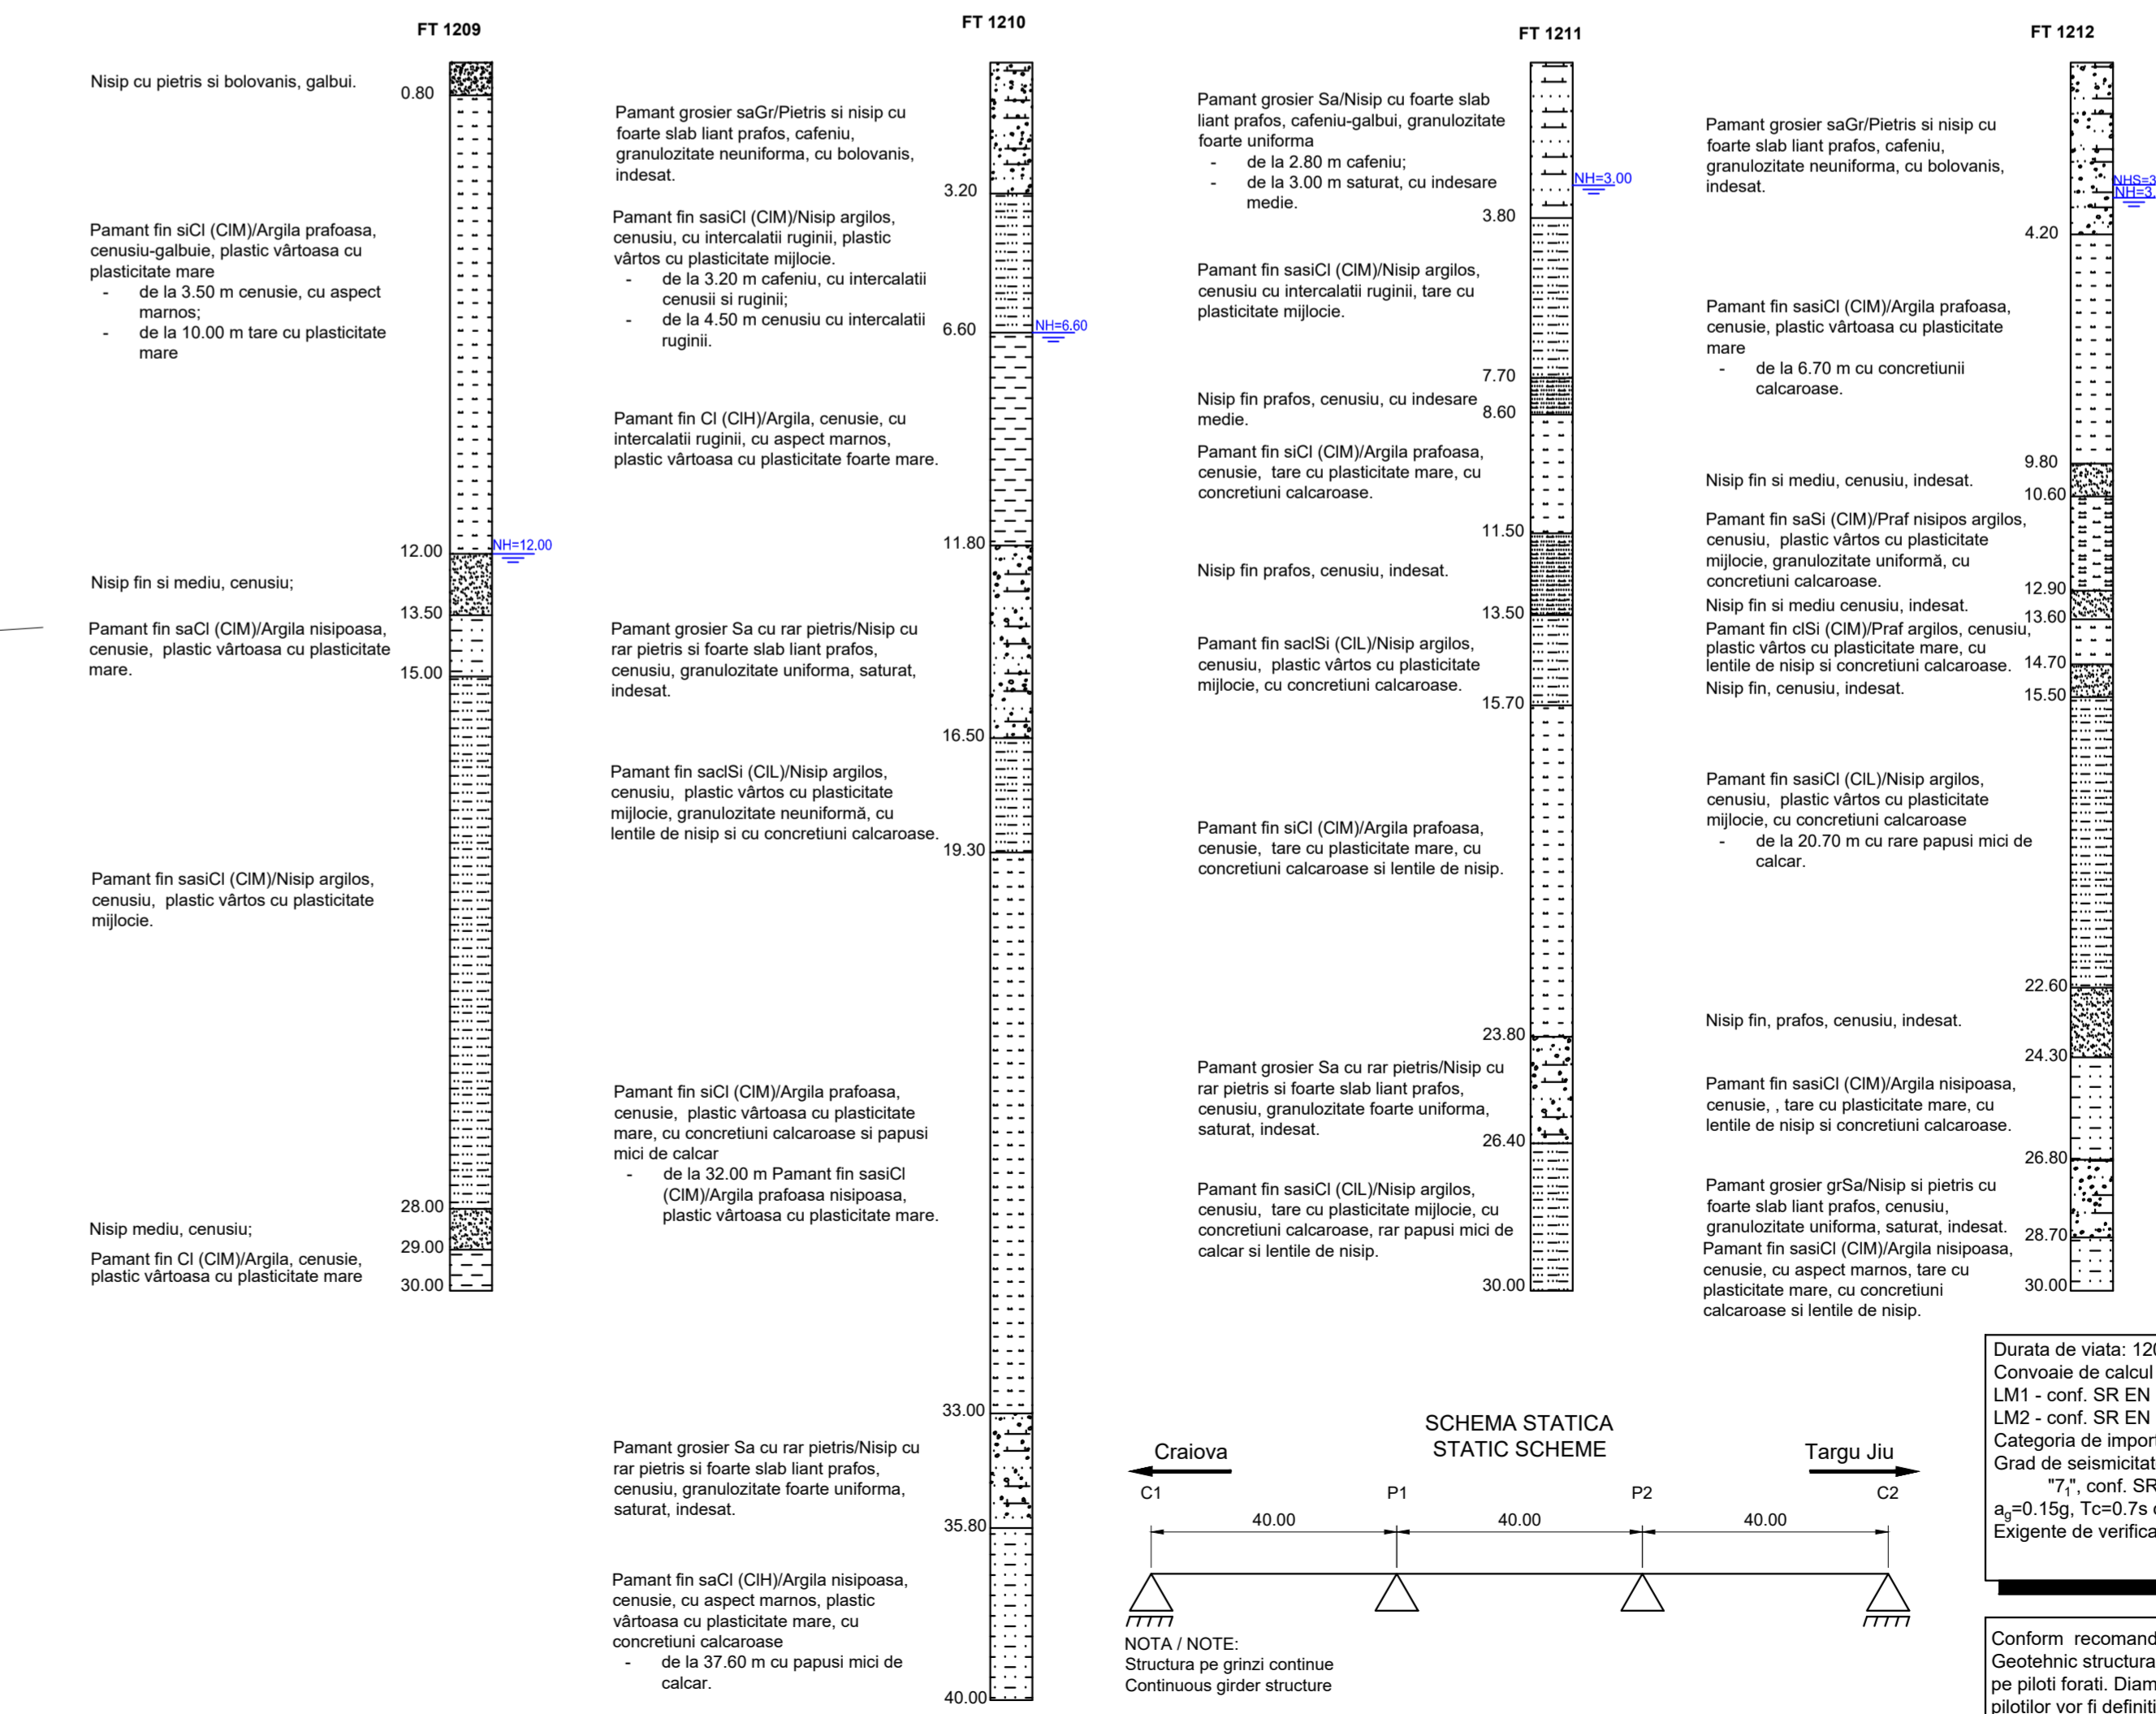 FT 1209
Nisip cu pietris si bolovanis, galbui.
0.80
Pamant fin siCl (ClM)/Argila prafoasa,
cenusiu-galbuie, plastic vârtoasa cu
plasticitate mare
- de la 3.50 m cenusie, cu aspect
marnos;
- de la 10.00 m tare cu plasticitate
mare
12.00
NH=12.00
Nisip fin si mediu, cenusiu;
13.50
Pamant fin saCl (ClM)/Argila nisipoasa,
cenusie, plastic vârtoasa cu plasticitate
mare.
15.00
Pamant fin sasiCl (ClM)/Nisip argilos,
cenusiu, plastic vârtos cu plasticitate
mijlocie.
28.00
Nisip mediu, cenusiu;
29.00
Pamant fin Cl (ClM)/Argila, cenusie,
plastic vârtoasa cu plasticitate mare
30.00
FT 1210
Pamant grosier saGr/Pietris si nisip cu
foarte slab liant prafos, cafeniu,
granulozitate neuniforma, cu bolovanis,
indesat.
3.20
Pamant fin sasiCl (ClM)/Nisip argilos,
cenusiu, cu intercalatii ruginii, plastic
vârtos cu plasticitate mijlocie.
- de la 3.20 m cafeniu, cu intercalatii
cenusii si ruginii;
- de la 4.50 m cenusiu cu intercalatii
ruginii.
6.60
NH=6.60
Pamant fin Cl (ClH)/Argila, cenusie, cu
intercalatii ruginii, cu aspect marnos,
plastic vârtoasa cu plasticitate foarte mare.
11.80
Pamant grosier Sa cu rar pietris/Nisip cu
rar pietris si foarte slab liant prafos,
cenusiu, granulozitate uniforma, saturat,
indesat.
16.50
Pamant fin saclSi (ClL)/Nisip argilos,
cenusiu, plastic vârtos cu plasticitate
mijlocie, granulozitate neuniformă, cu
lentile de nisip si cu concretiuni calcaroase.
19.30
Pamant fin siCl (ClM)/Argila prafoasa,
cenusie, plastic vârtoasa cu plasticitate
mare, cu concretiuni calcaroase si papusi
mici de calcar
- de la 32.00 m Pamant fin sasiCl
(ClM)/Argila prafoasa nisipoasa,
plastic vârtoasa cu plasticitate mare.
33.00
Pamant grosier Sa cu rar pietris/Nisip cu
rar pietris si foarte slab liant prafos,
cenusiu, granulozitate foarte uniforma,
saturat, indesat.
35.80
Pamant fin saCl (ClH)/Argila nisipoasa,
cenusie, cu aspect marnos, plastic
vârtoasa cu plasticitate mare, cu
concretiuni calcaroase
- de la 37.60 m cu papusi mici de
calcar.
40.00
FT 1211
Pamant grosier Sa/Nisip cu foarte slab
liant prafos, cafeniu-galbui, granulozitate
foarte uniforma
- de la 2.80 m cafeniu;
- de la 3.00 m saturat, cu indesare
medie.
NH=3.00
3.80
Pamant fin sasiCl (ClM)/Nisip argilos,
cenusiu cu intercalatii ruginii, tare cu
plasticitate mijlocie.
7.70
Nisip fin prafos, cenusiu, cu indesare
medie.
8.60
Pamant fin siCl (ClM)/Argila prafoasa,
cenusie, tare cu plasticitate mare, cu
concretiuni calcaroase.
11.50
Nisip fin prafos, cenusiu, indesat.
13.50
Pamant fin saclSi (ClL)/Nisip argilos,
cenusiu, plastic vârtos cu plasticitate
mijlocie, cu concretiuni calcaroase.
15.70
Pamant fin siCl (ClM)/Argila prafoasa,
cenusie, tare cu plasticitate mare, cu
concretiuni calcaroase si lentile de nisip.
23.80
Pamant grosier Sa cu rar pietris/Nisip cu
rar pietris si foarte slab liant prafos,
cenusiu, granulozitate foarte uniforma,
saturat, indesat.
26.40
Pamant fin sasiCl (ClL)/Nisip argilos,
cenusiu, tare cu plasticitate mijlocie, cu
concretiuni calcaroase, rar papusi mici de
calcar si lentile de nisip.
30.00
FT 1212
Pamant grosier saGr/Pietris si nisip cu
foarte slab liant prafos, cafeniu,
granulozitate neuniforma, cu bolovanis,
indesat.
NHS=3
NH=3.
4.20
Pamant fin sasiCl (ClM)/Argila prafoasa,
cenusie, plastic vârtoasa cu plasticitate
mare
- de la 6.70 m cu concretiunii
calcaroase.
9.80
Nisip fin si mediu, cenusiu, indesat.
10.60
Pamant fin saSi (ClM)/Praf nisipos argilos,
cenusiu, plastic vârtos cu plasticitate
mijlocie, granulozitate uniformă, cu
concretiuni calcaroase.
12.90
Nisip fin si mediu cenusiu, indesat.
13.60
Pamant fin clSi (ClM)/Praf argilos, cenusiu,
plastic vârtos cu plasticitate mare, cu
lentile de nisip si concretiuni calcaroase.
14.70
Nisip fin, cenusiu, indesat.
15.50
Pamant fin sasiCl (ClL)/Nisip argilos,
cenusiu, plastic vârtos cu plasticitate
mijlocie, cu concretiuni calcaroase
- de la 20.70 m cu rare papusi mici de
calcar.
22.60
Nisip fin, prafos, cenusiu, indesat.
24.30
Pamant fin sasiCl (ClM)/Argila nisipoasa,
cenusie, , tare cu plasticitate mare, cu
lentile de nisip si concretiuni calcaroase.
26.80
Pamant grosier grSa/Nisip si pietris cu
foarte slab liant prafos, cenusiu,
granulozitate uniforma, saturat, indesat.
28.70
Pamant fin sasiCl (ClM)/Argila nisipoasa,
cenusie, cu aspect marnos, tare cu
plasticitate mare, cu concretiuni
calcaroase si lentile de nisip.
30.00
SCHEMA STATICA
STATIC SCHEME
Craiova
Targu Jiu
C1 P1 P2 C2
40.00 40.00 40.00
NOTA / NOTE:
Structura pe grinzi continue
Continuous girder structure
Durata de viata: 120
Convoaie de calcul
LM1 - conf. SR EN
LM2 - conf. SR EN
Categoria de import
Grad de seismicitat
"7₁", conf. SR
a_g=0.15g, Tc=0.7s
Exigente de verifica
Conform recomand
Geotehnic structura
pe piloti forati. Diam
pilotilor vor fi definiti